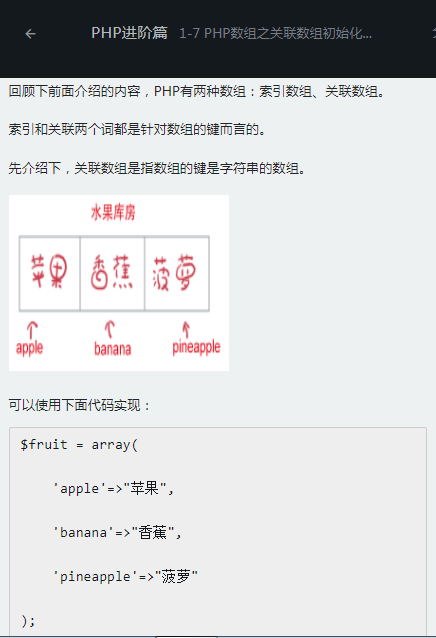 PHP进阶篇 1-7 PHP数组之关联数组初始化...
回顾下前面介绍的内容，PHP有两种数组：索引数组、关联数组。
索引和关联两个词都是针对数组的键而言的。
先介绍下，关联数组是指数组的键是字符串的数组。
水果库房
苹果 香蕉 菠萝
apple banana pineapple
可以使用下面代码实现：
$fruit = array(
'apple'=>"苹果",
'banana'=>"香蕉",
'pineapple'=>"菠萝"
);